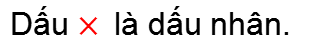 Dấu × là dấu nhân.